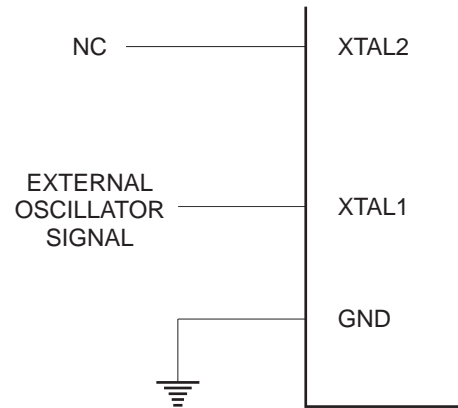 NC
XTAL2
EXTERNAL
OSCILLATOR
SIGNAL
XTAL1
GND